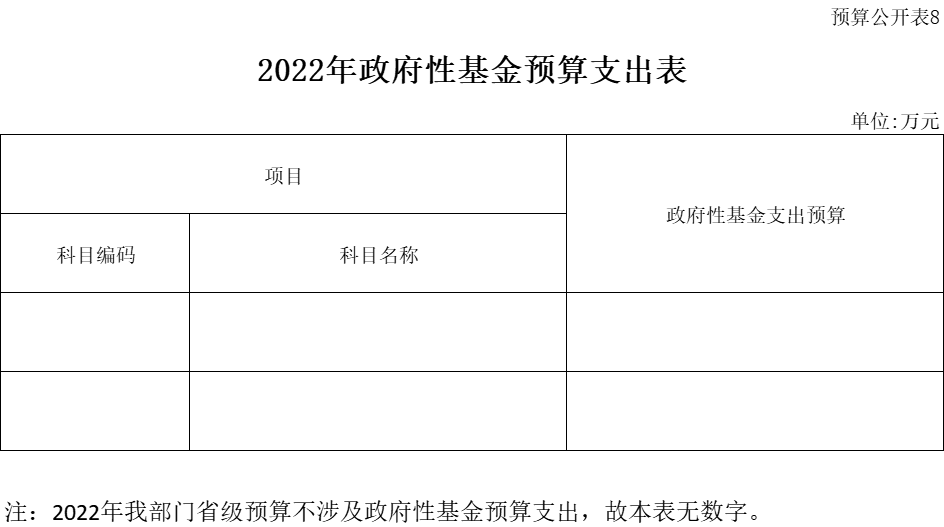 预算公开表8
2022年政府性基金预算支出表
单位:万元
项目
政府性基金支出预算
科目编码
科目名称
注：2022年我部门省级预算不涉及政府性基金预算支出，故本表无数字。